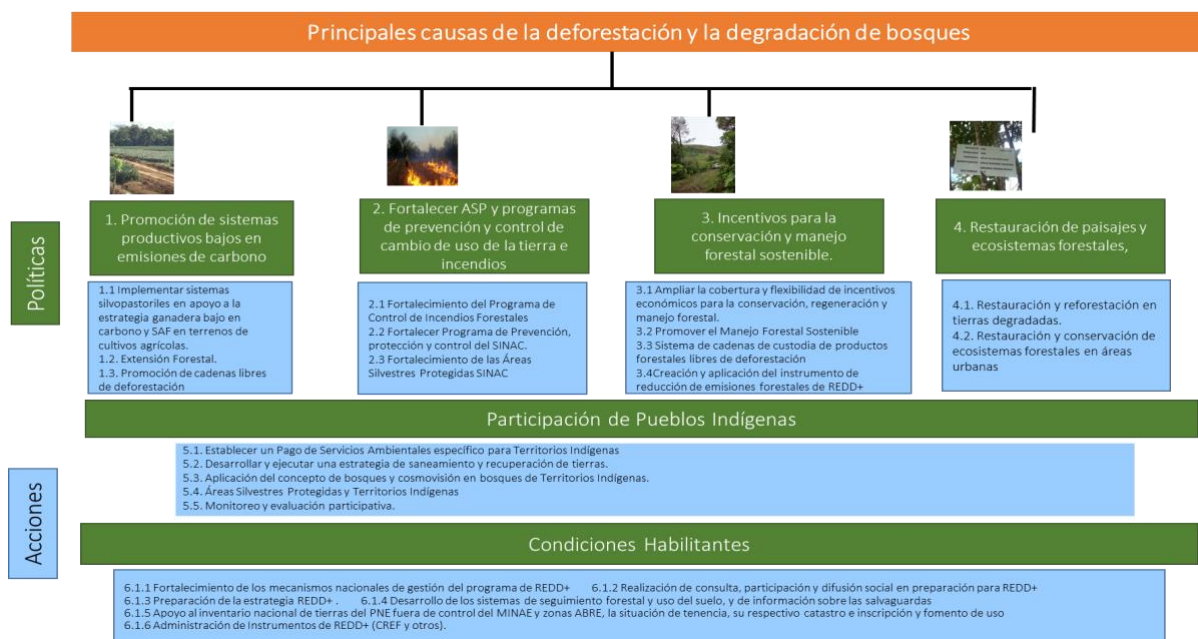 Principales causas de la deforestación y la degradación de bosques
Políticas
1. Promoción de sistemas
productivos bajos en
emisiones de carbono
2. Fortalecer ASP y programas
de prevención y control de
cambio de uso de la tierra e
incendios
3. Incentivos para la
conservación y manejo
forestal sostenible.
4. Restauración de paisajes y
ecosistemas forestales,
1.1 Implementar sistemas
silvopastoriles en apoyo a la
estrategia ganadera bajo en
carbono y SAF en terrenos de
cultivos agrícolas.
1.2. Extensión Forestal.
1.3. Promoción de cadenas libres
de deforestación
2.1 Fortalecimiento del Programa de
Control de Incendios Forestales
2.2 Fortalecer Programa de Prevención,
protección y control del SINAC.
2.3 Fortalecimiento de las Áreas
Silvestres Protegidas SINAC
3.1 Ampliar la cobertura y flexibilidad de incentivos
económicos para la conservación, regeneración y
manejo forestal.
3.2 Promover el Manejo Forestal Sostenible
3.3 Sistema de cadenas de custodia de productos
forestales libres de deforestación
3.4Creación y aplicación del instrumento de
reducción de emisiones forestales de REDD+
4.1. Restauración y reforestación en
tierras degradadas.
4.2. Restauración y conservación de
ecosistemas forestales en áreas
urbanas
Participación de Pueblos Indígenas
Acciones
5.1. Establecer un Pago de Servicios Ambientales específico para Territorios Indígenas
5.2. Desarrollar y ejecutar una estrategia de saneamiento y recuperación de tierras.
5.3. Aplicación del concepto de bosques y cosmovisión en bosques de Territorios Indígenas.
5.4. Áreas Silvestres Protegidas y Territorios Indígenas
5.5. Monitoreo y evaluación participativa.
Condiciones Habilitantes
6.1.1 Fortalecimiento de los mecanismos nacionales de gestión del programa de REDD+ 6.1.2 Realización de consulta, participación y difusión social en preparación para REDD+
6.1.3 Preparación de la estrategia REDD+ . 6.1.4 Desarrollo de los sistemas de seguimiento forestal y uso del suelo, y de información sobre las salvaguardas
6.1.5 Apoyo al inventario nacional de tierras del PNE fuera de control del MINAE y zonas ABRE, la situación de tenencia, su respectivo catastro e inscripción y fomento de uso
6.1.6 Administración de Instrumentos de REDD+ (CREF y otros).